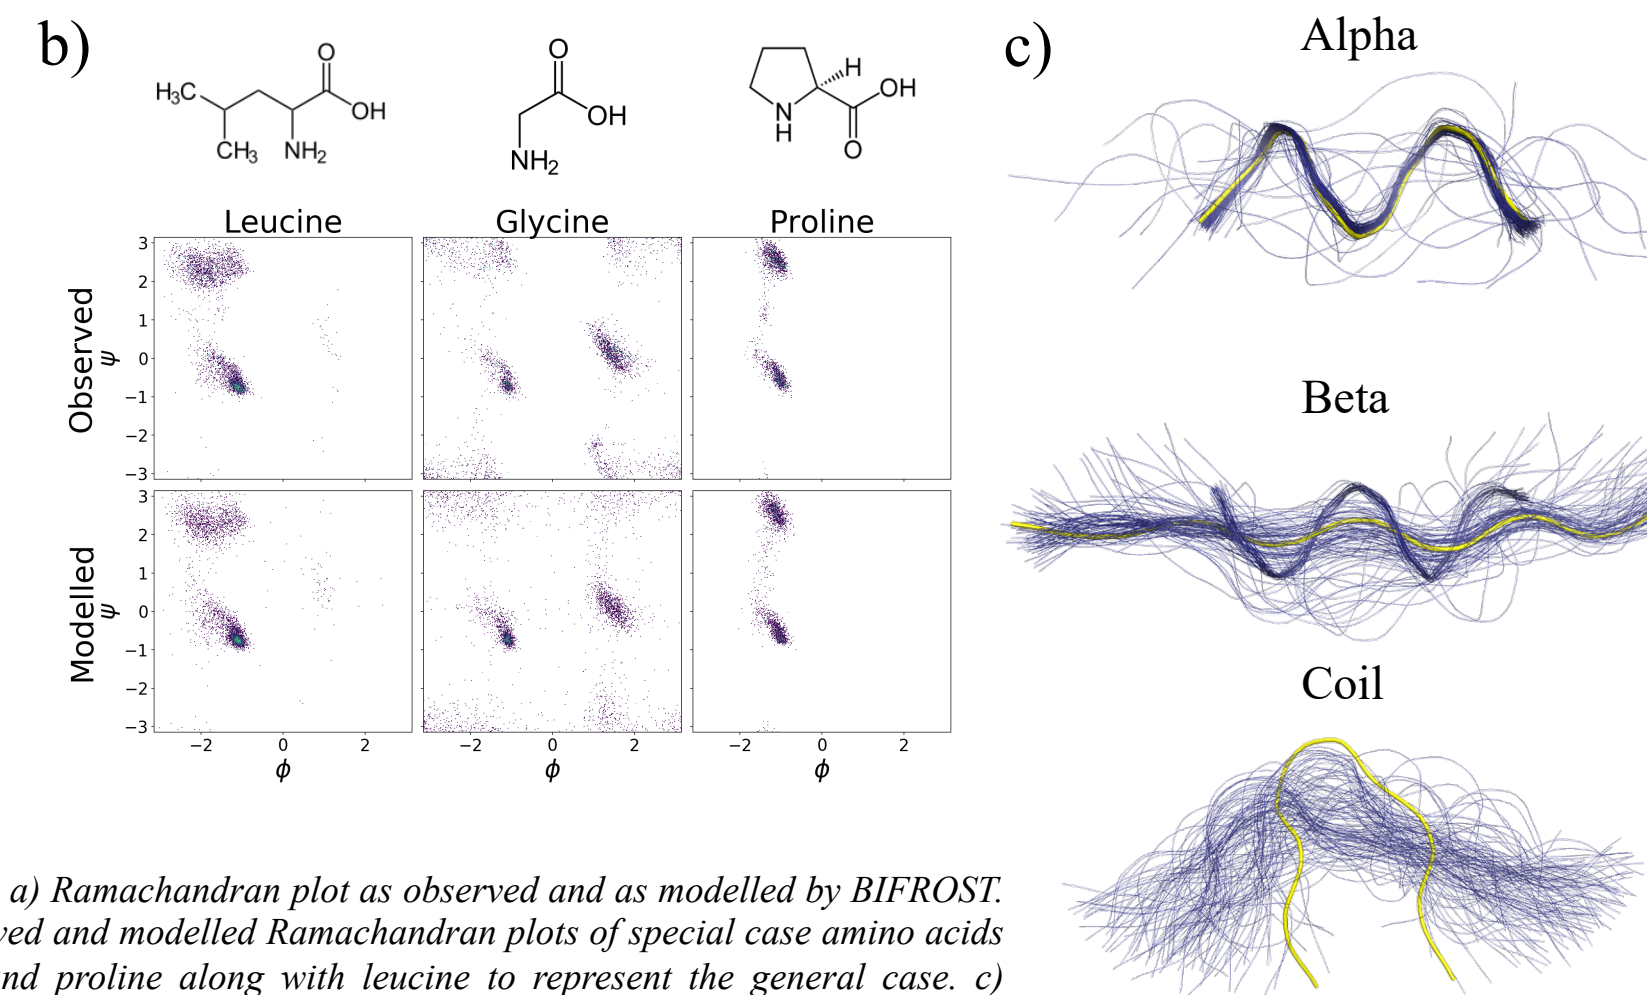 b)
O
H₃C
OH
CH₃
NH₂
O
OH
NH₂
H
OH
N
H
O
Leucine
Glycine
Proline
Observed
ψ
3
2
1
0
−1
−2
−3
Modelled
ψ
3
2
1
0
−1
−2
−3
−2 0 2
−2 0 2
−2 0 2
ϕ
ϕ
ϕ
c)
Alpha
Beta
Coil
a) Ramachandran plot as observed and as modelled by BIFROST.
and modelled Ramachandran plots of special case amino acids
proline along with leucine to represent the general case. c)